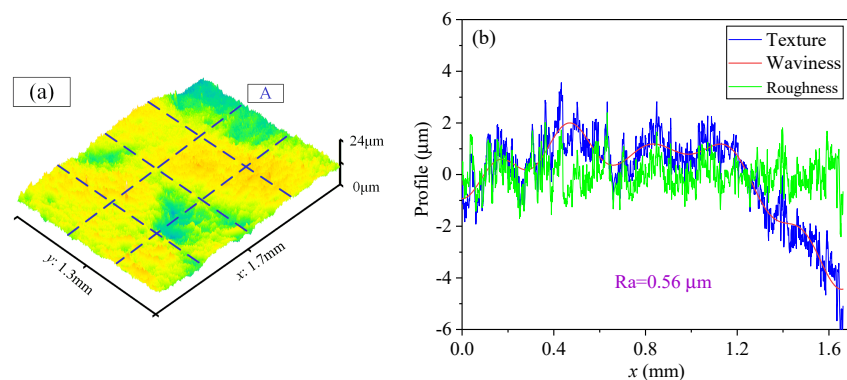 (a)
A
24μm
0μm
y: 1.3mm
x: 1.7mm
(b)
Texture
Waviness
Roughness
Profile (μm)
6
4
2
0
-2
-4
-6
Ra=0.56 μm
0.0 0.4 0.8 1.2 1.6
x (mm)